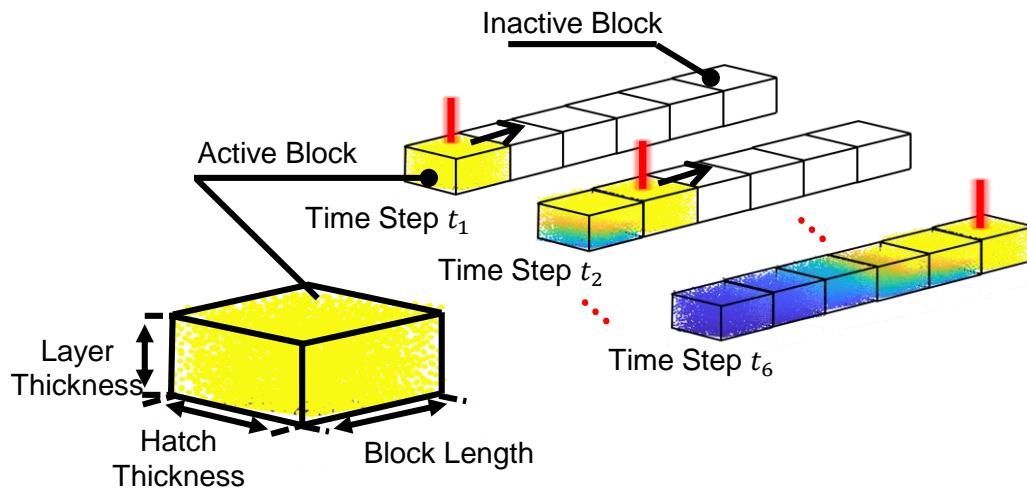 Inactive Block
Active Block
Time Step t₁
Time Step t₂
Time Step t₆
Layer
Thickness
Hatch
Thickness
Block Length